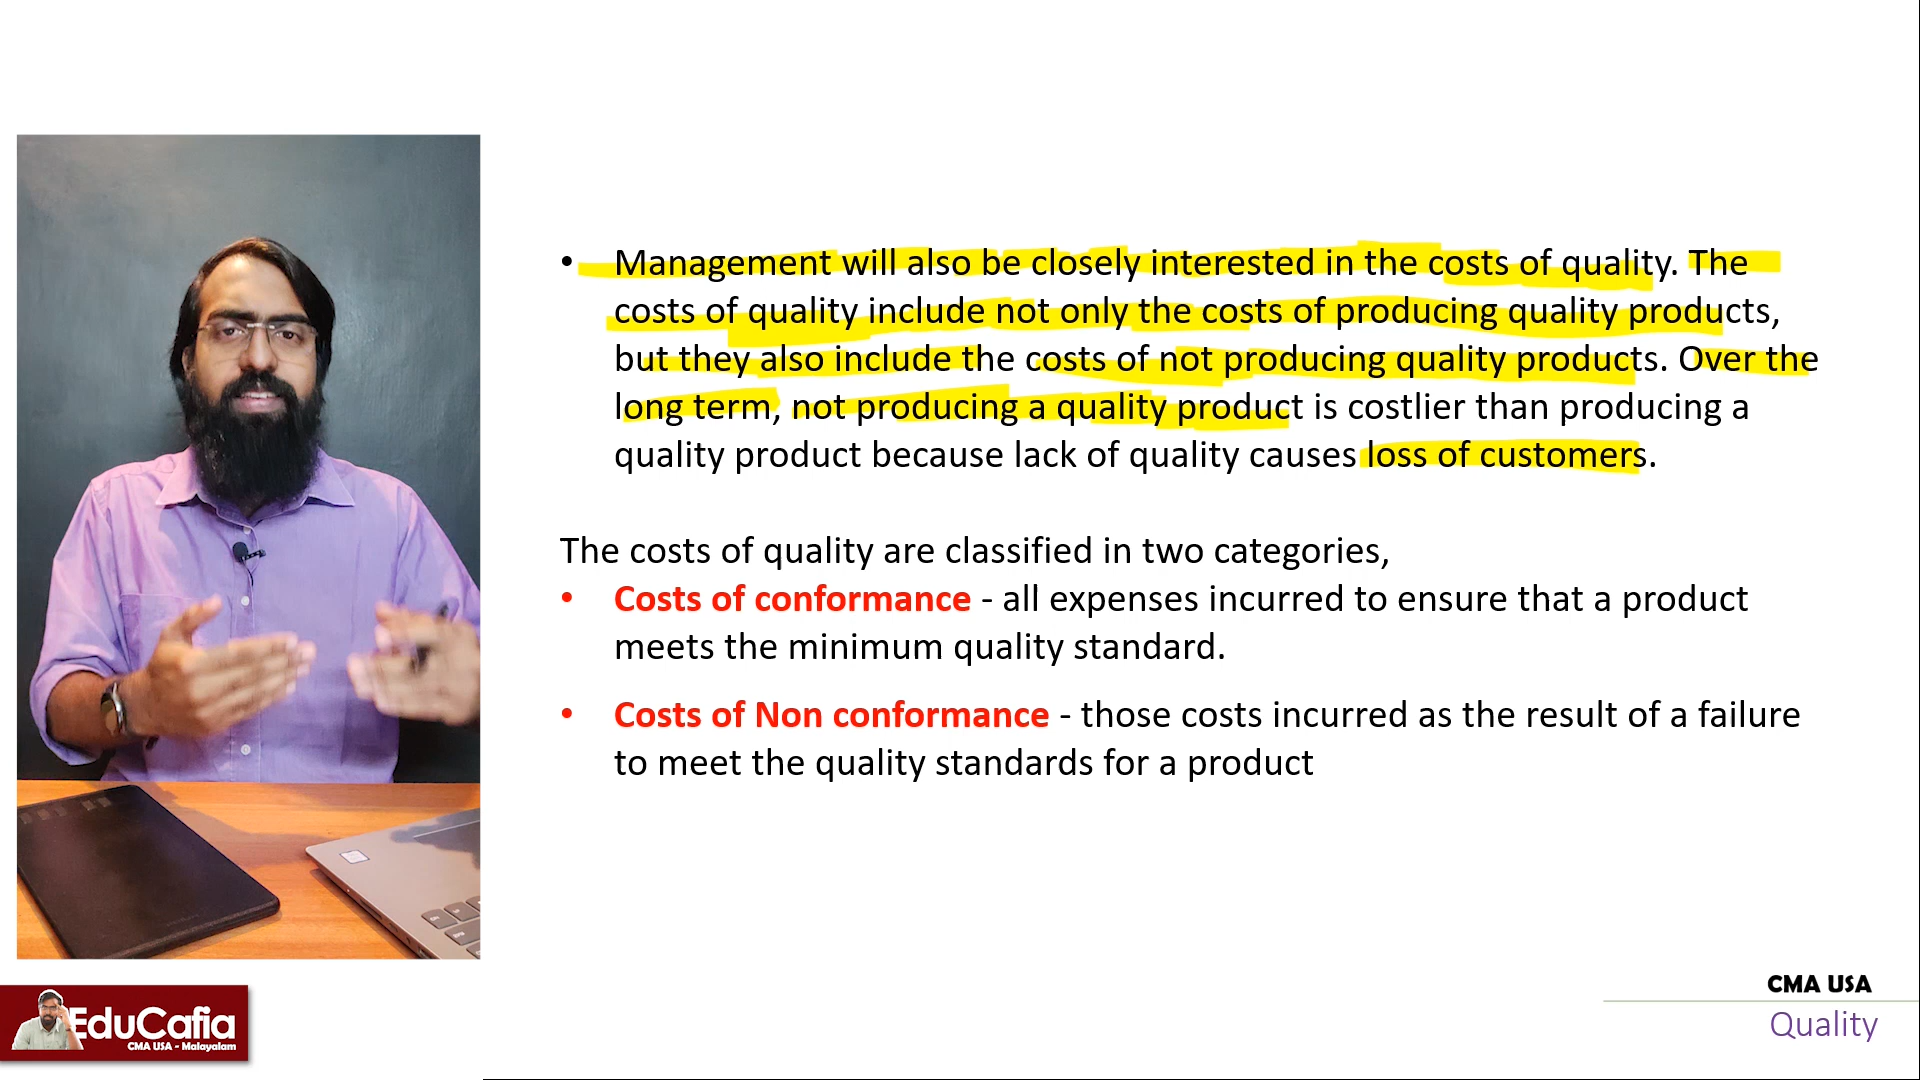 • Management will also be closely interested in the costs of quality. The
costs of quality include not only the costs of producing quality products,
but they also include the costs of not producing quality products. Over the
long term, not producing a quality product is costlier than producing a
quality product because lack of quality causes loss of customers.
The costs of quality are classified in two categories,
• Costs of conformance - all expenses incurred to ensure that a product
meets the minimum quality standard.
• Costs of Non conformance - those costs incurred as the result of a failure
to meet the quality standards for a product
EduCafia
CMA USA - Malayalam
CMA USA
Quality